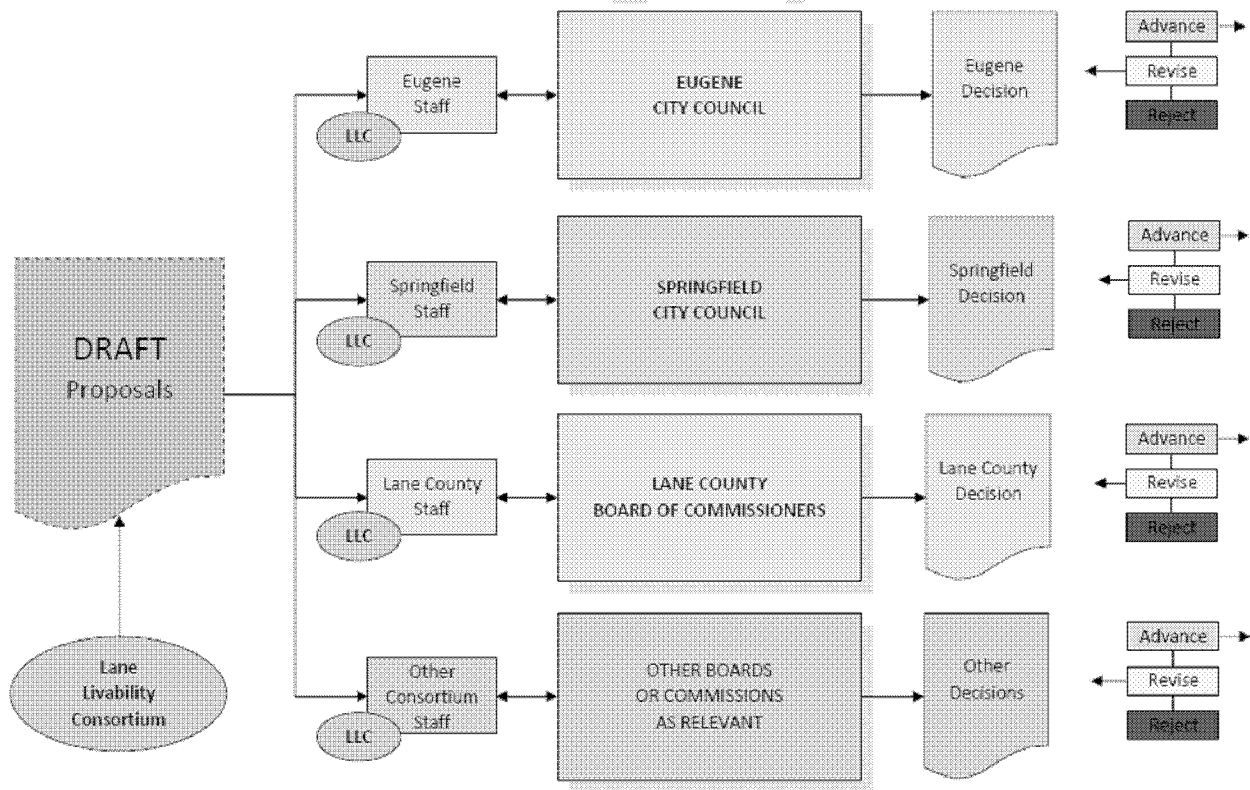 DRAFT
Proposals
Lane
Livability
Consortium
Eugene
Staff
LLC
EUGENE
CITY COUNCIL
Eugene
Decision
Advance
Revise
Reject
Springfield
Staff
LLC
SPRINGFIELD
CITY COUNCIL
Springfield
Decision
Advance
Revise
Reject
Lane County
Staff
LLC
LANE COUNTY
BOARD OF COMMISSIONERS
Lane County
Decision
Advance
Revise
Reject
Other
Consortium
Staff
LLC
OTHER BOARDS
OR COMMISSIONS
AS RELEVANT
Other
Decisions
Advance
Revise
Reject